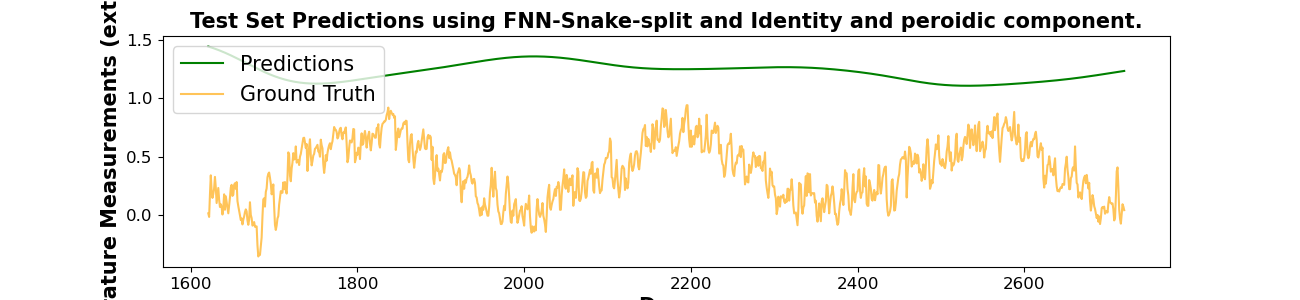 Test Set Predictions using FNN-Snake-split and Identity and peroidic component.
Measurements
1.5
1.0
0.5
0.0
Predictions
Ground Truth
1600
1800
2000
2200
2400
2600